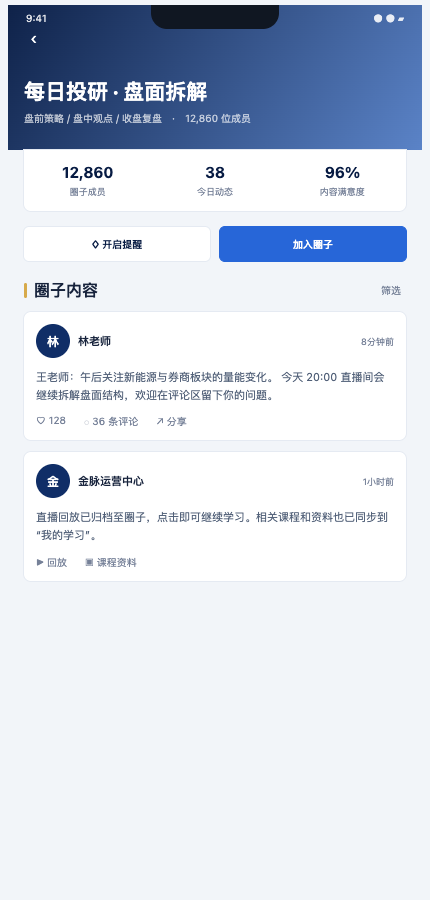 9:41
每日投研 · 盘面拆解
盘前策略 / 盘中观点 / 收盘复盘 · 12,860 位成员
12,860 38 96%
圈子成员 今日动态 内容满意度
开启提醒 加入圈子
圈子内容 筛选
林 林老师 8分钟前
王老师：午后关注新能源与券商板块的量能变化。 今天 20:00 直播间会
继续拆解盘面结构，欢迎在评论区留下你的问题。
♡ 128 ○ 36 条评论 ↗ 分享
金 金脉运营中心 1小时前
直播回放已归档至圈子，点击即可继续学习。相关课程和资料也已同步到
“我的学习”。
▶ 回放 ▣ 课程资料